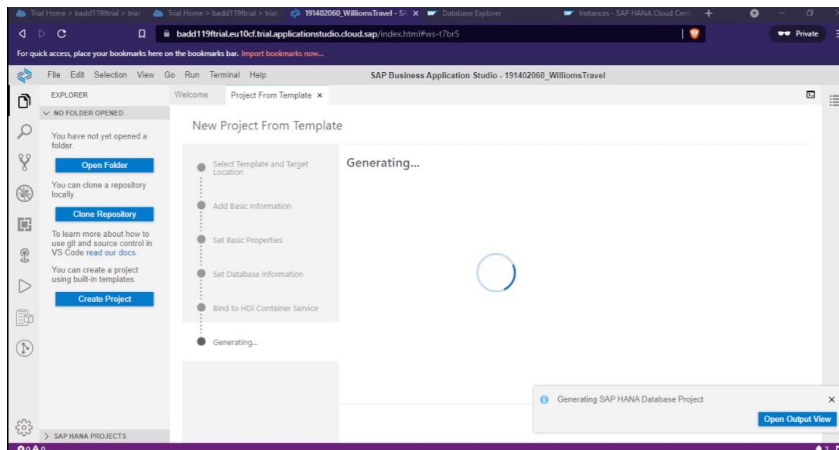 Trial Home > badd119ftrial > trial
Trial Home > badd119ftrial > trial
191402060_WilliomsTravel - SA
Database Explorer
Instances - SAP HANA Cloud Cent
badd119ftrial.eu10cf.trial.applicationstudio.cloud.sap/index.html#ws-t7br5
Private
For quick access, place your bookmarks here on the bookmarks bar. Import bookmarks now...
File Edit Selection View Go Run Terminal Help
SAP Business Application Studio - 191402060_WilliomsTravel
EXPLORER
NO FOLDER OPENED
You have not yet opened a
folder.
Open Folder
You can clone a repository
locally.
Clone Repository
To learn more about how to
use git and source control in
VS Code read our docs.
You can create a project
using built-in templates.
Create Project
SAP HANA PROJECTS
Welcome
Project From Template
New Project From Template
Select Template and Target
Location
Add Basic Information
Set Basic Properties
Set Database Information
Bind to HDI Container Service
Generating...
Generating...
Generating SAP HANA Database Project
Open Output View
0 0